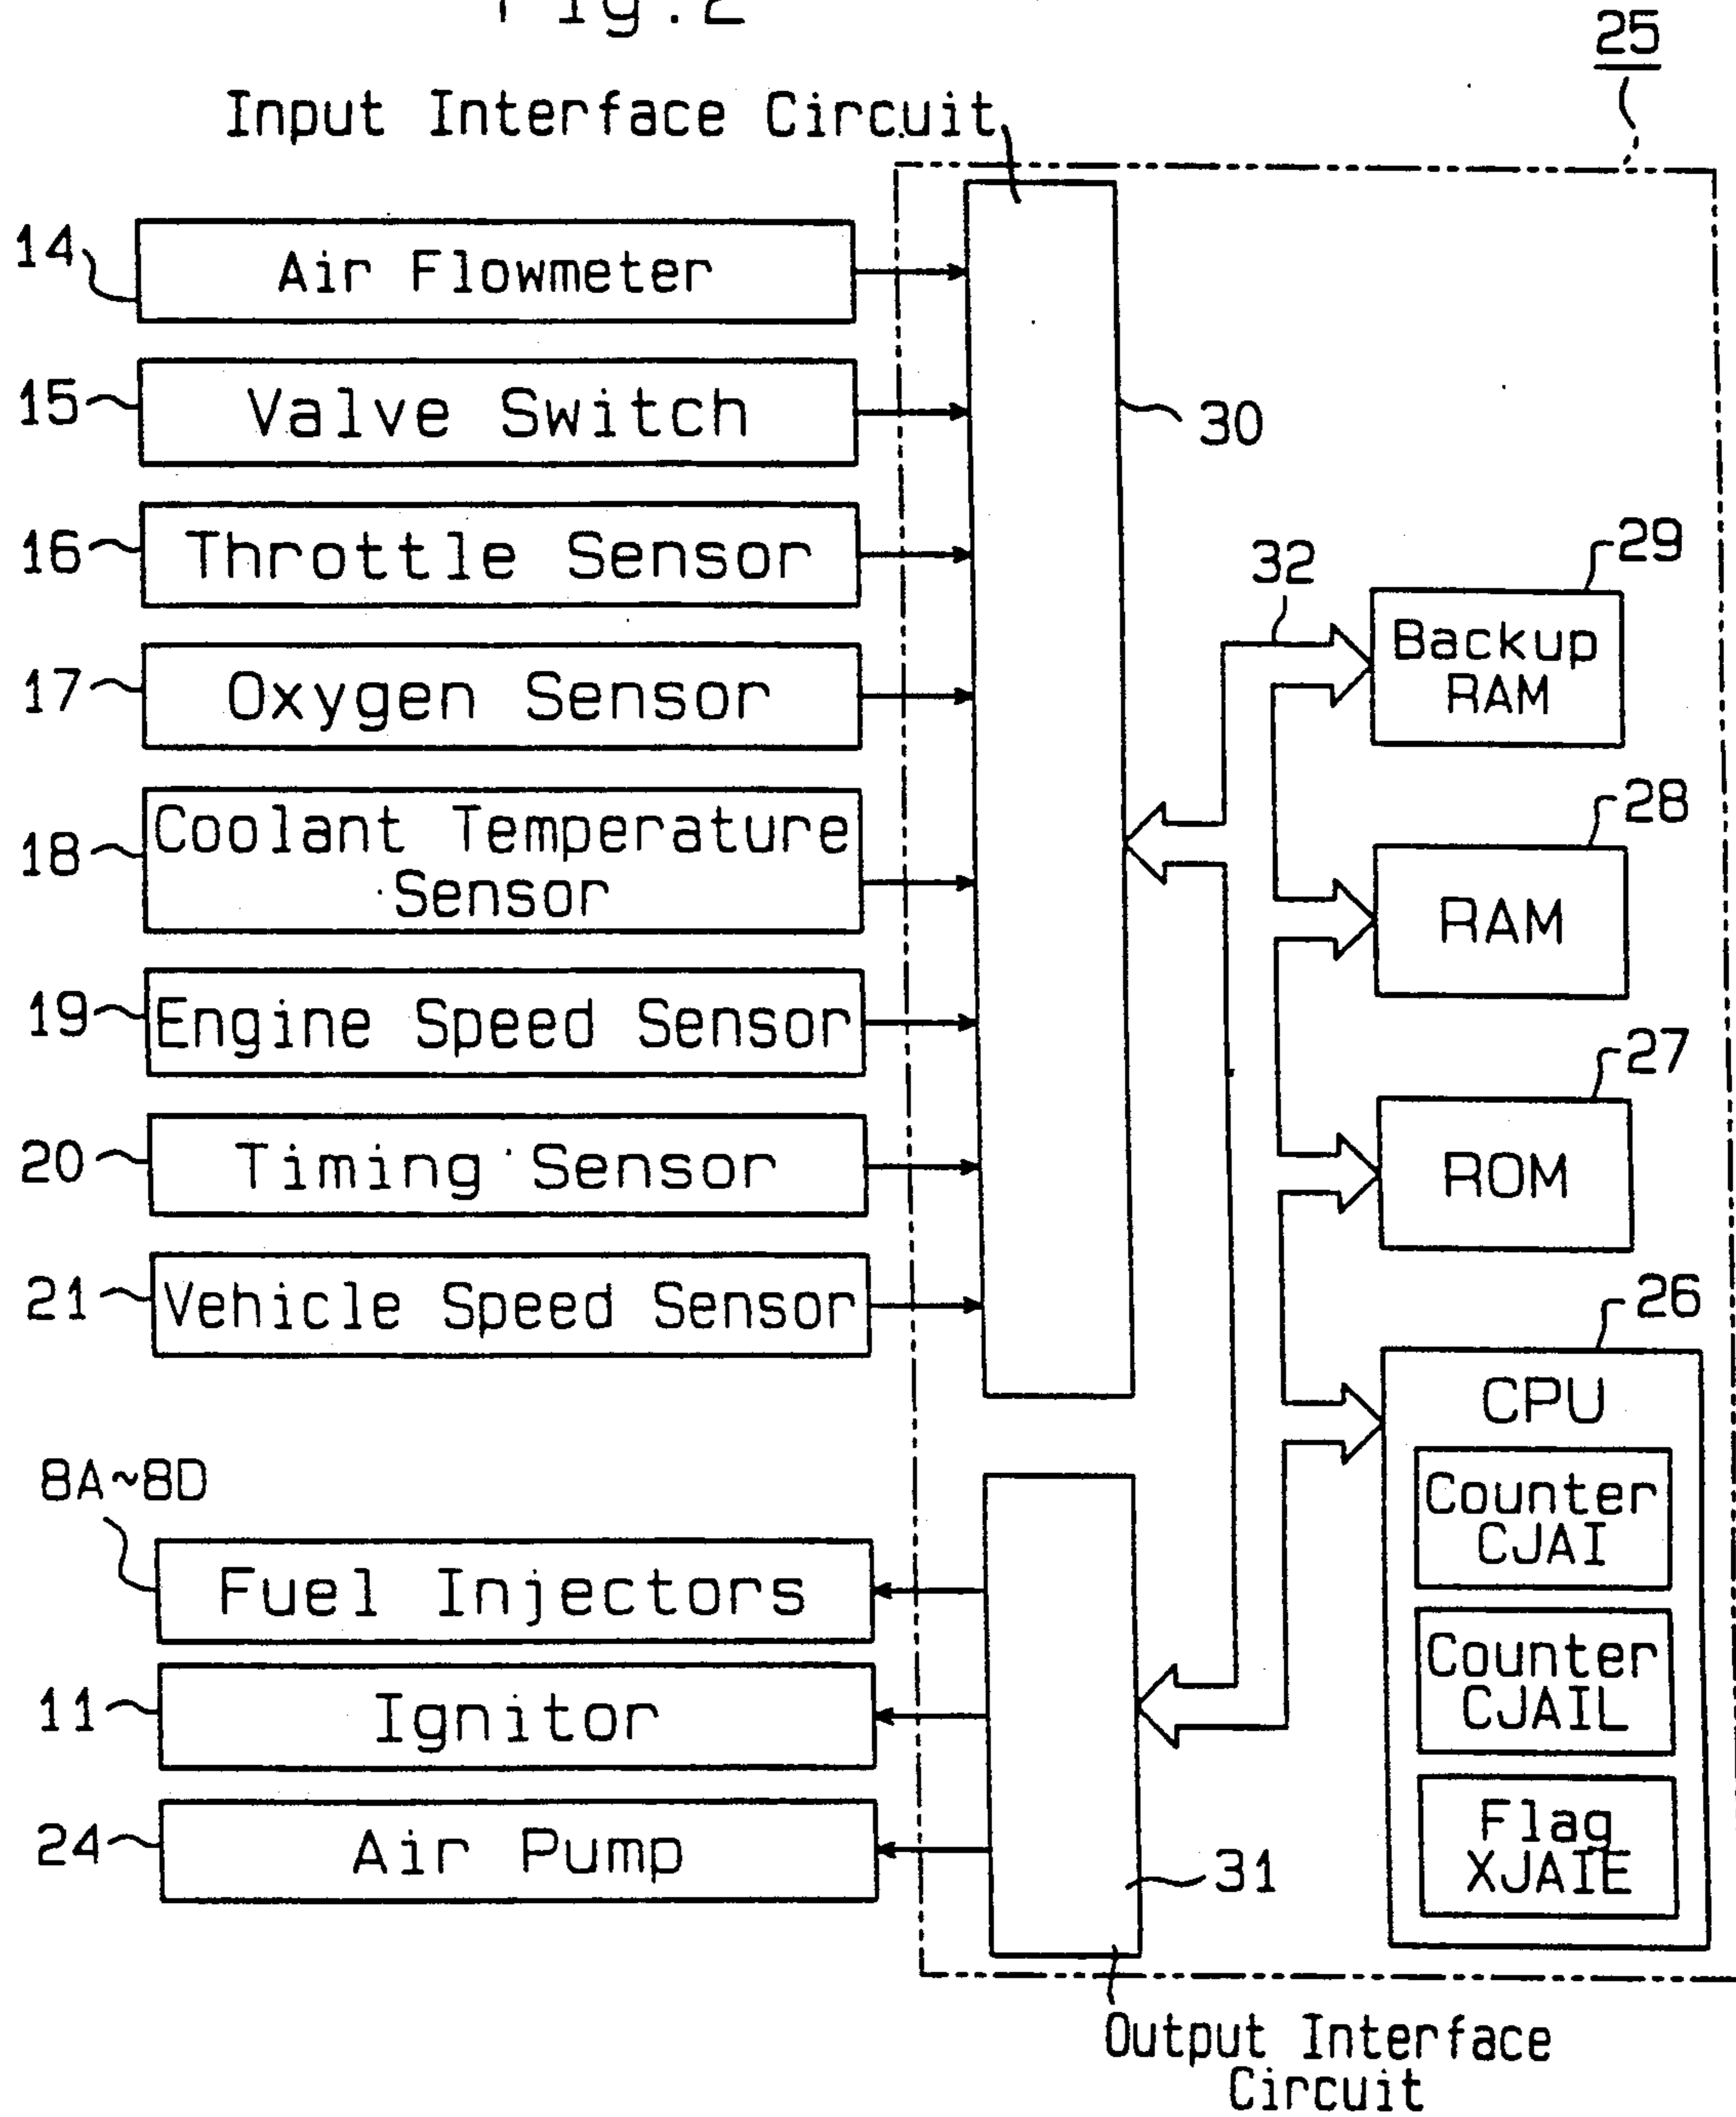 Fig.2
25
Input Interface Circuit
14
Air Flowmeter
15
Valve Switch
30
16
Throttle Sensor
32
29
Backup
RAM
17
Oxygen Sensor
18
Coolant Temperature
Sensor
28
RAM
19
Engine Speed Sensor
27
ROM
20
Timing Sensor
21
Vehicle Speed Sensor
26
CPU
Counter
CJAI
Counter
CJAIL
Flag
XJAIE
8A~8D
Fuel Injectors
11
Ignitor
24
Air Pump
31
Output Interface
Circuit